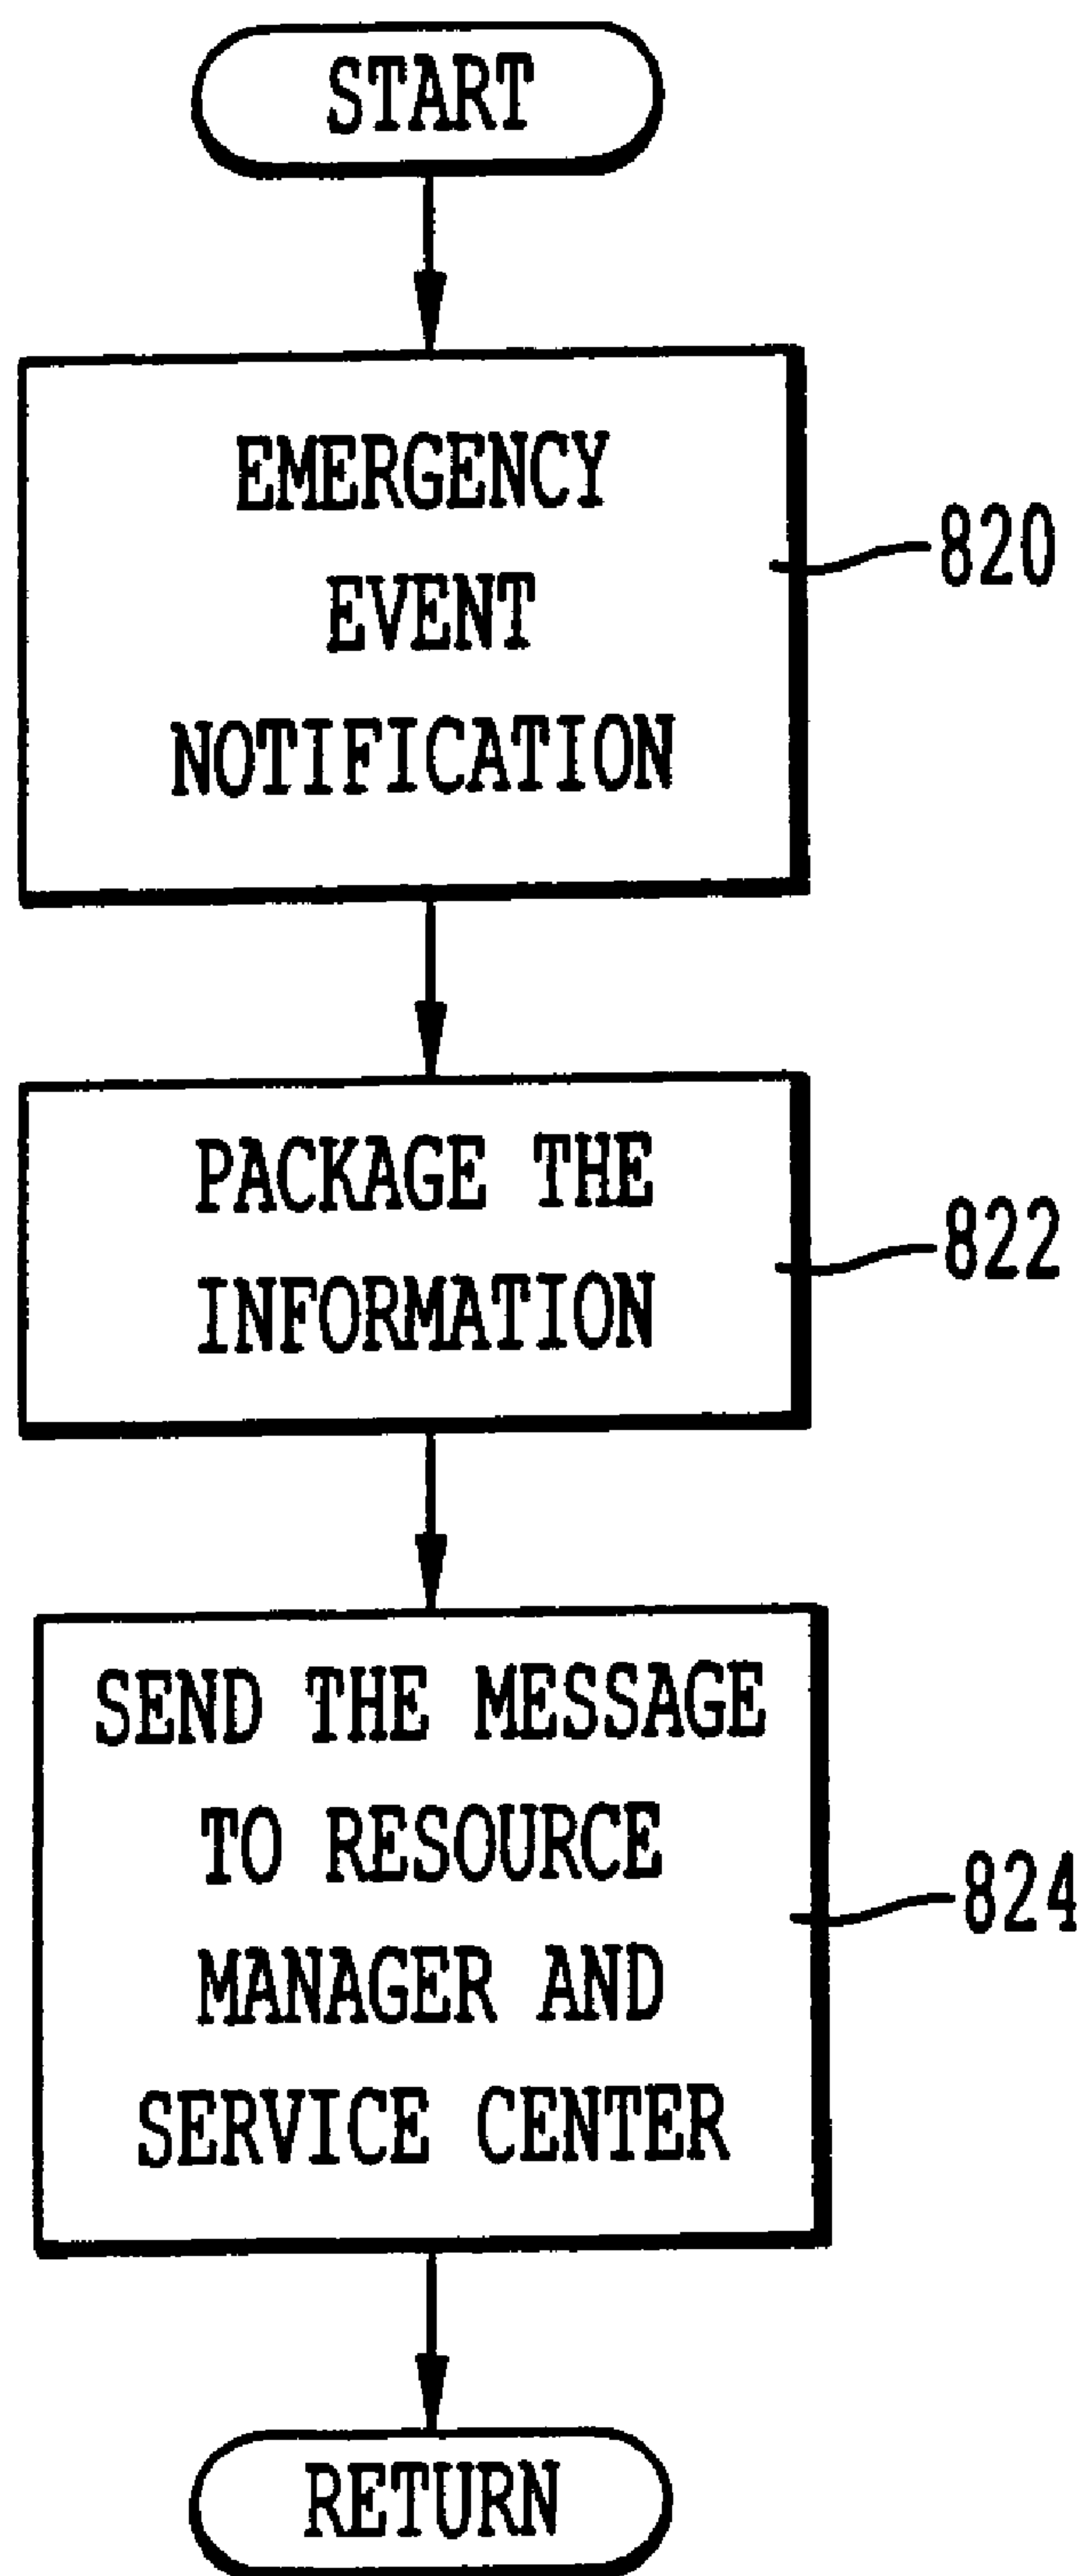 START
EMERGENCY
EVENT
NOTIFICATION
820
PACKAGE THE
INFORMATION
822
SEND THE MESSAGE
TO RESOURCE
MANAGER AND
SERVICE CENTER
824
RETURN